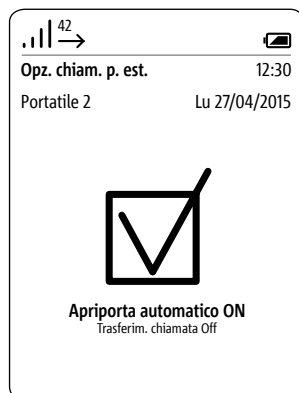 42
Opz. chiam. p. est. 12:30
Portatile 2 Lu 27/04/2015
Apriporta automatico ON
Trasferim. chiamata Off